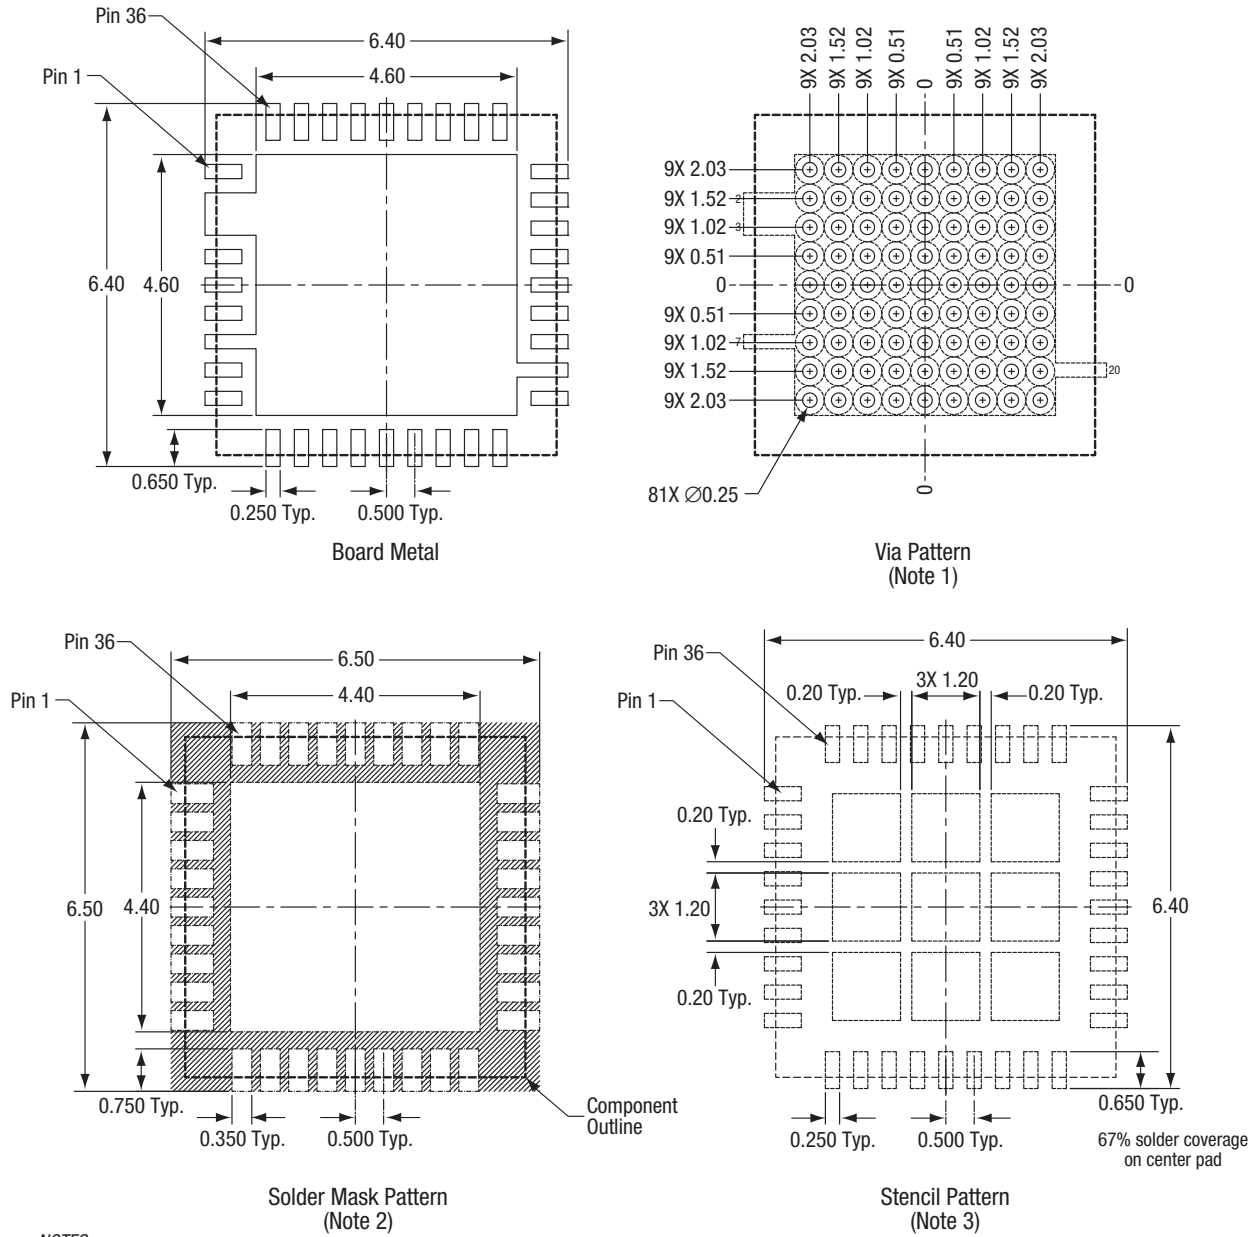 Pin 36
6.40
Pin 1
4.60
6.40
4.60
0.650 Typ.
0.250 Typ.
0.500 Typ.
Board Metal
9X 2.03
9X 1.52
9X 1.02
9X 0.51
0
9X 0.51
9X 1.02
9X 1.52
9X 2.03
9X 2.03
9X 1.52
2
9X 1.02
3
9X 0.51
0
0
9X 0.51
9X 1.02
7
9X 1.52
20
9X 2.03
81X ∅0.25
0
Via Pattern
(Note 1)
Pin 36
6.50
Pin 1
4.40
6.50
4.40
0.750 Typ.
0.350 Typ.
0.500 Typ.
Component
Outline
Solder Mask Pattern
(Note 2)
6.40
Pin 36
3X 1.20
Pin 1
0.20 Typ.
0.20 Typ.
0.20 Typ.
3X 1.20
6.40
0.20 Typ.
0.650 Typ.
0.250 Typ.
0.500 Typ.
67% solder coverage
on center pad
Stencil Pattern
(Note 3)